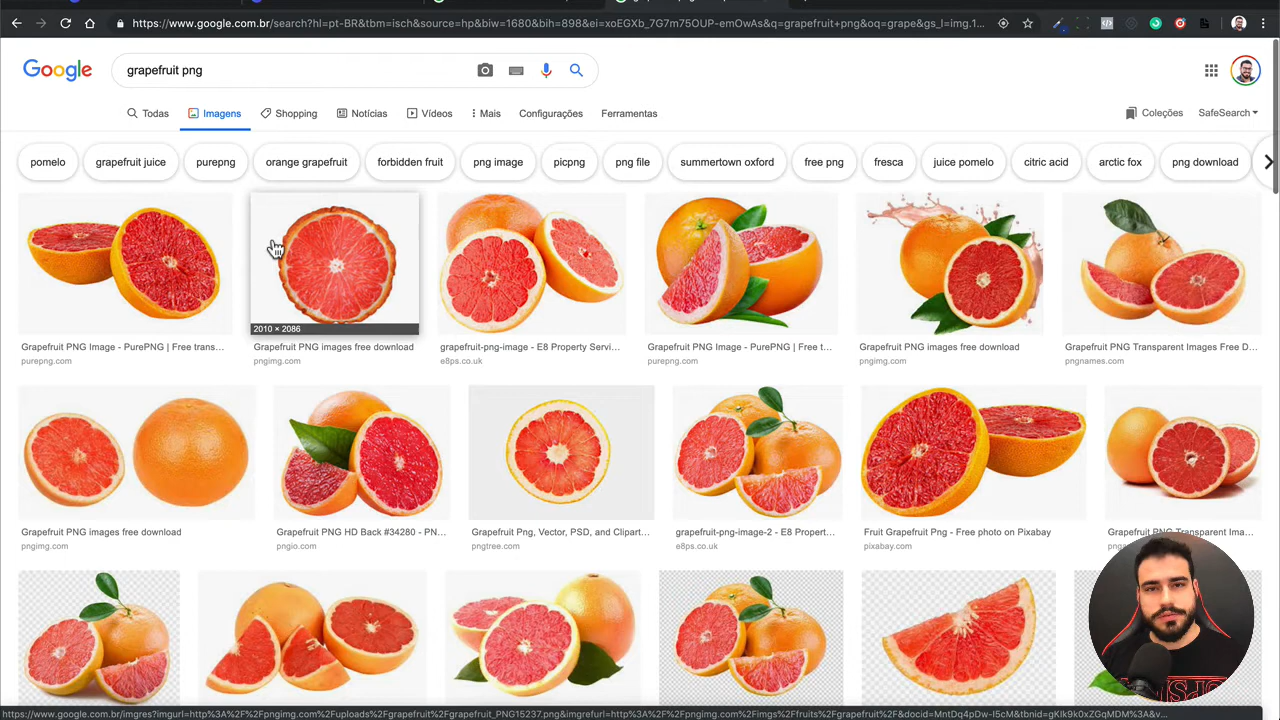 https://www.google.com.br/search?hl=pt-BR&tbm=isch&source=hp&biw=1680&bih=898&ei=xoEGXb_7G7m75OUP-emOwAs&q=grapefruit+png&oq=grape&gs_l=img.1...
Google
grapefruit png
Todas Imagens Shopping Notícias Vídeos Mais Configurações Ferramentas Coleções SafeSearch
pomelo grapefruit juice purepng orange grapefruit forbidden fruit png image picpng png file summertown oxford free png fresca juice pomelo citric acid arctic fox png download
2010 × 2086
Grapefruit PNG Image - PurePNG | Free trans... Grapefruit PNG images free download grapefruit-png-image - E8 Property Servi... Grapefruit PNG Image - PurePNG | Free t... Grapefruit PNG images free download Grapefruit PNG Transparent Images Free D...
purepng.com pngimg.com e8ps.co.uk purepng.com pngimg.com pngnames.com
Grapefruit PNG images free download Grapefruit PNG HD Back #34280 - PN... Grapefruit Png, Vector, PSD, and Clipart... grapefruit-png-image-2 - E8 Propert... Fruit Grapefruit Png - Free photo on Pixabay Grapefruit PNG Transparent Ima...
pngimg.com pngio.com pngtree.com e8ps.co.uk pixabay.com
https://www.google.com.br/imgres?imgurl=http%3A%2F%2Fpngimg.com%2Fuploads%2Fgrapefruit%2Fgrapefruit_PNG15237.png&imgrefurl=http%3A%2F%2Fpngimg.com%2Fimgs%2Ffruits%2Fgrapefruit%2F&docid=MntDq4pDw-I5cM&tbnid=gKIk9k0xZGqMDM%3A&v...